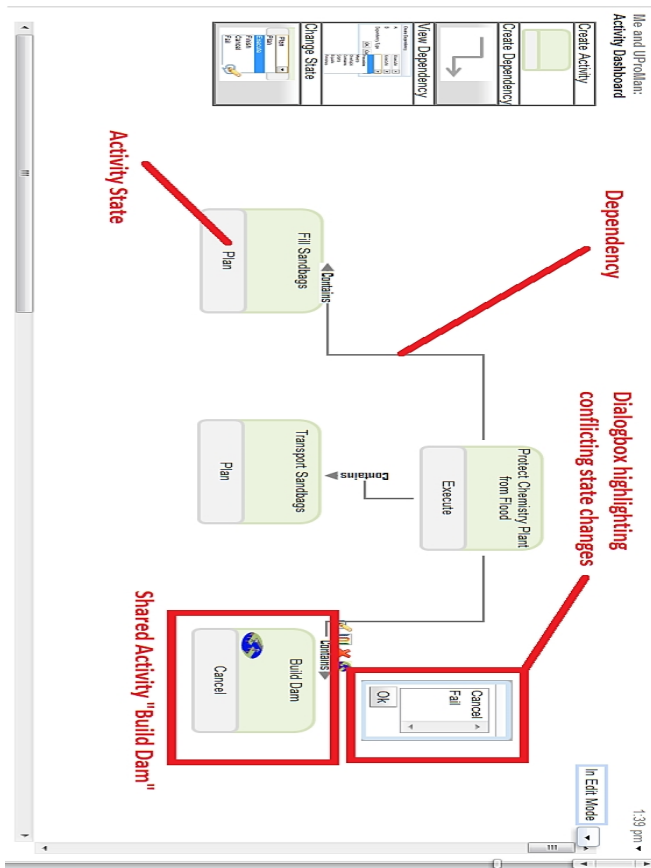 Me and UProMan:
Activity Dashboard
1:39 pm
In Edit Mode
Create Activity
Create Dependency
View Dependency
Change State
Plan
Plan
Execute
Finish
Cancel
Fail
Dependency
Dialogbox highlighting
conflicting state changes
Protect Chemistry Plant
from Flood
Execute
Cancel
Fail
Ok
Contains
Contains
Contains
Fill Sandbags
Plan
Transport Sandbags
Plan
Build Dam
Cancel
Activity State
Shared Activity "Build Dam"